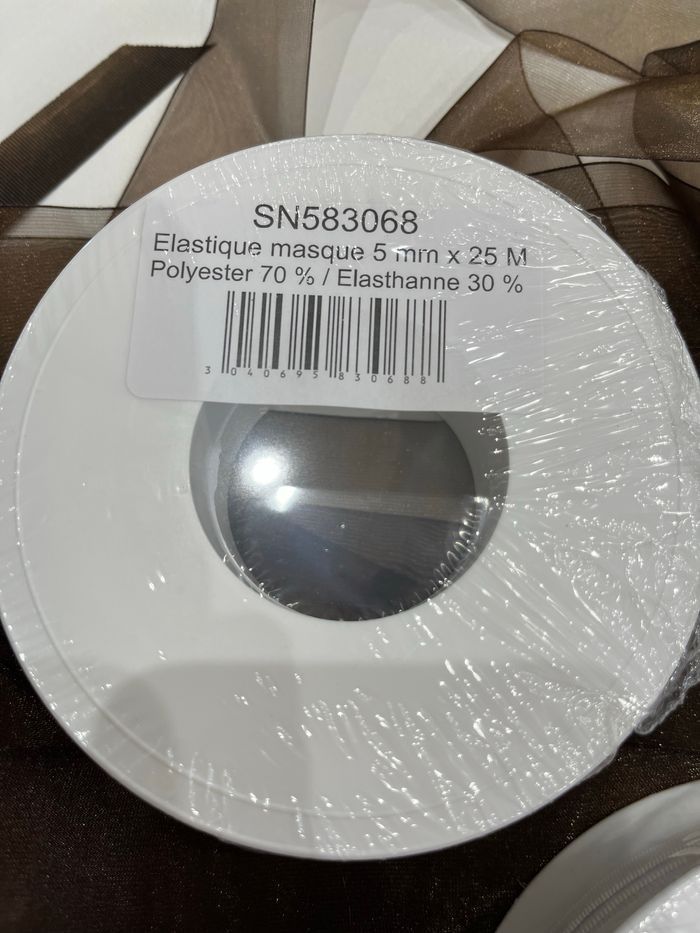 SN583068
Elastique masque 5 mm x 25 M
Polyester 70 % / Elasthanne 30 %
3 040695 830688